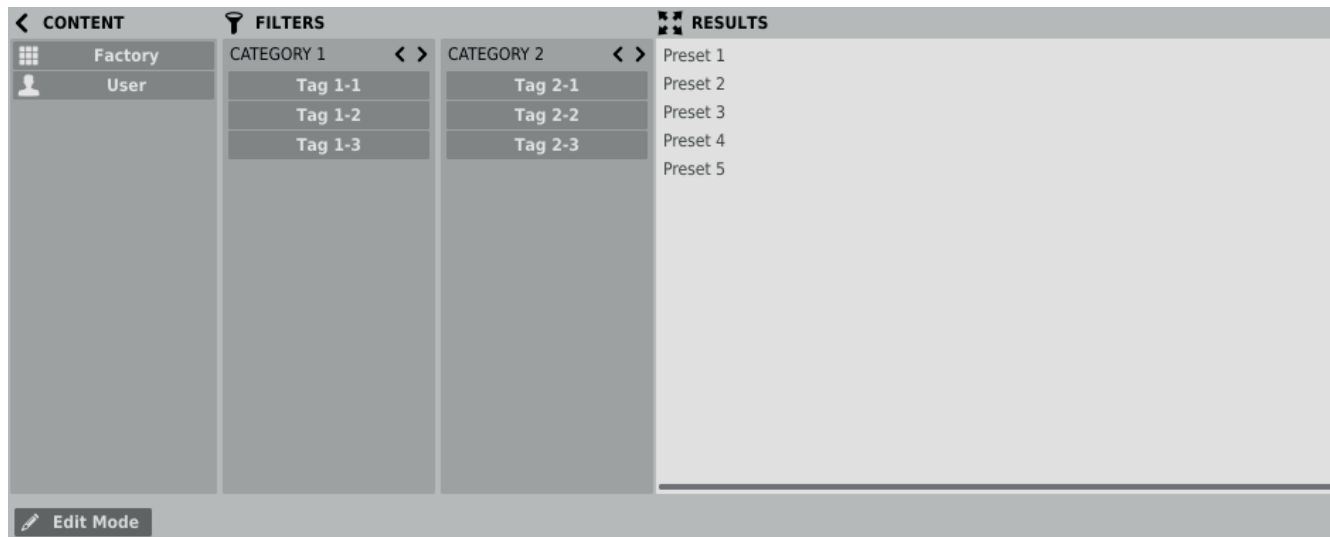 CONTENT
Factory
User
FILTERS
CATEGORY 1
Tag 1-1
Tag 1-2
Tag 1-3
CATEGORY 2
Tag 2-1
Tag 2-2
Tag 2-3
RESULTS
Preset 1
Preset 2
Preset 3
Preset 4
Preset 5
Edit Mode